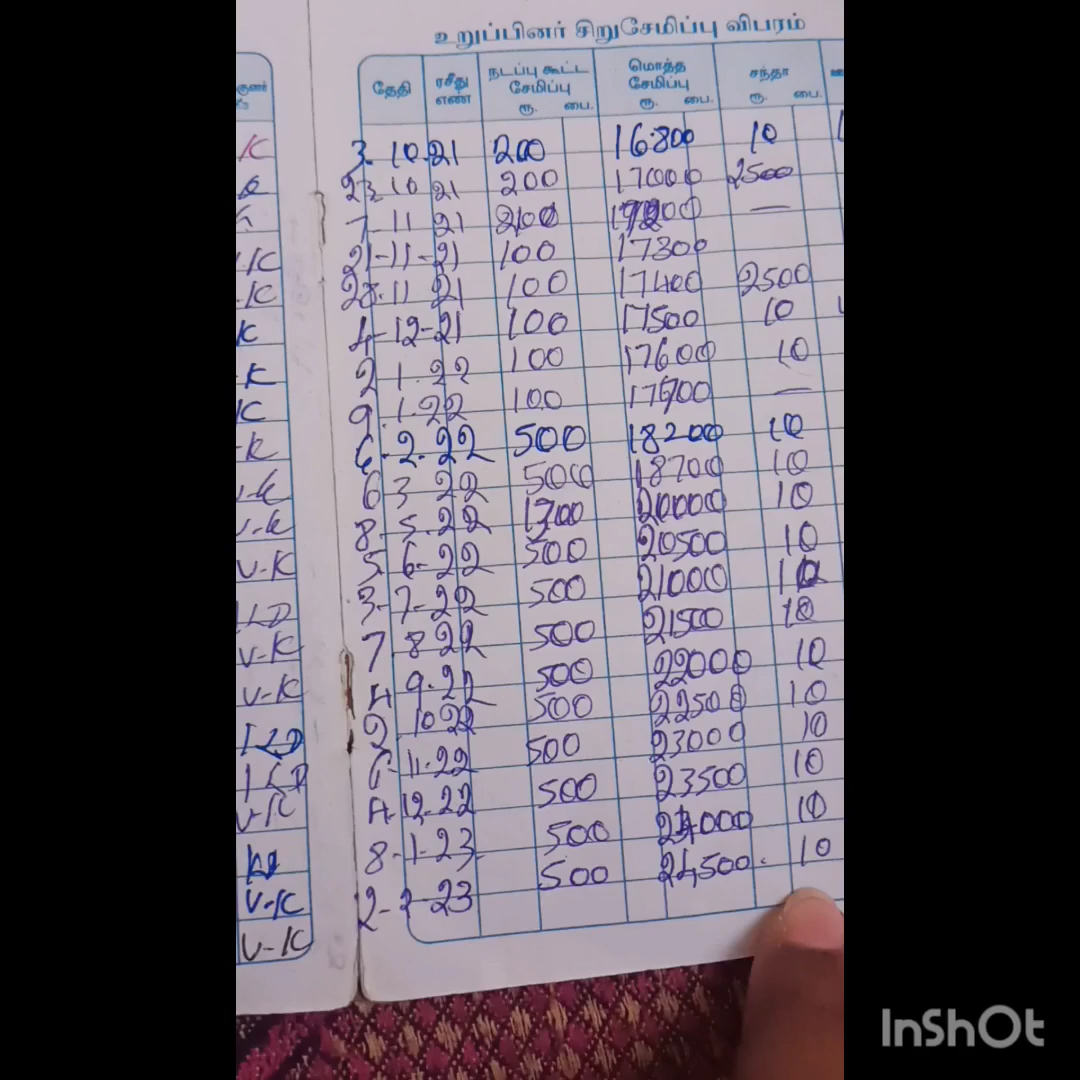 உறுப்பினர் சிறுசேமிப்பு விபரம்
தேதி ரசீது எண் நடப்பு கூட்ட சேமிப்பு ரூ. பை. மொத்த சேமிப்பு ரூ. பை. சந்தா ரூ. பை.
K 3-10.21 200 16800 10
23.10 21 200 17000 2500
7-11 21 200 17200 —
-K 21-11-21 100 17300
-K 28.11 21 100 17400 2500
K 4-12-21 100 17500 10
-K 2 1.22 100 17600 10
K 9.1.22 100 17700 —
-K 6-2.22 500 18200 10
6 3 22 500 18700 10
8.5.22 1300 20000 10
V-K 5 6-22 500 20500 10
3-7-22 500 21000 10
V-K 7 8 22 500 21500 10
V-K 4 9.22 500 22000 10
2 10 22 500 22500 10
6-11.22 500 23000 10
V-K 4-12-22 500 23500 10
8-1-23 500 24000 10
V-K 12-2-23 500 24,500. 10
V-K
InShOt